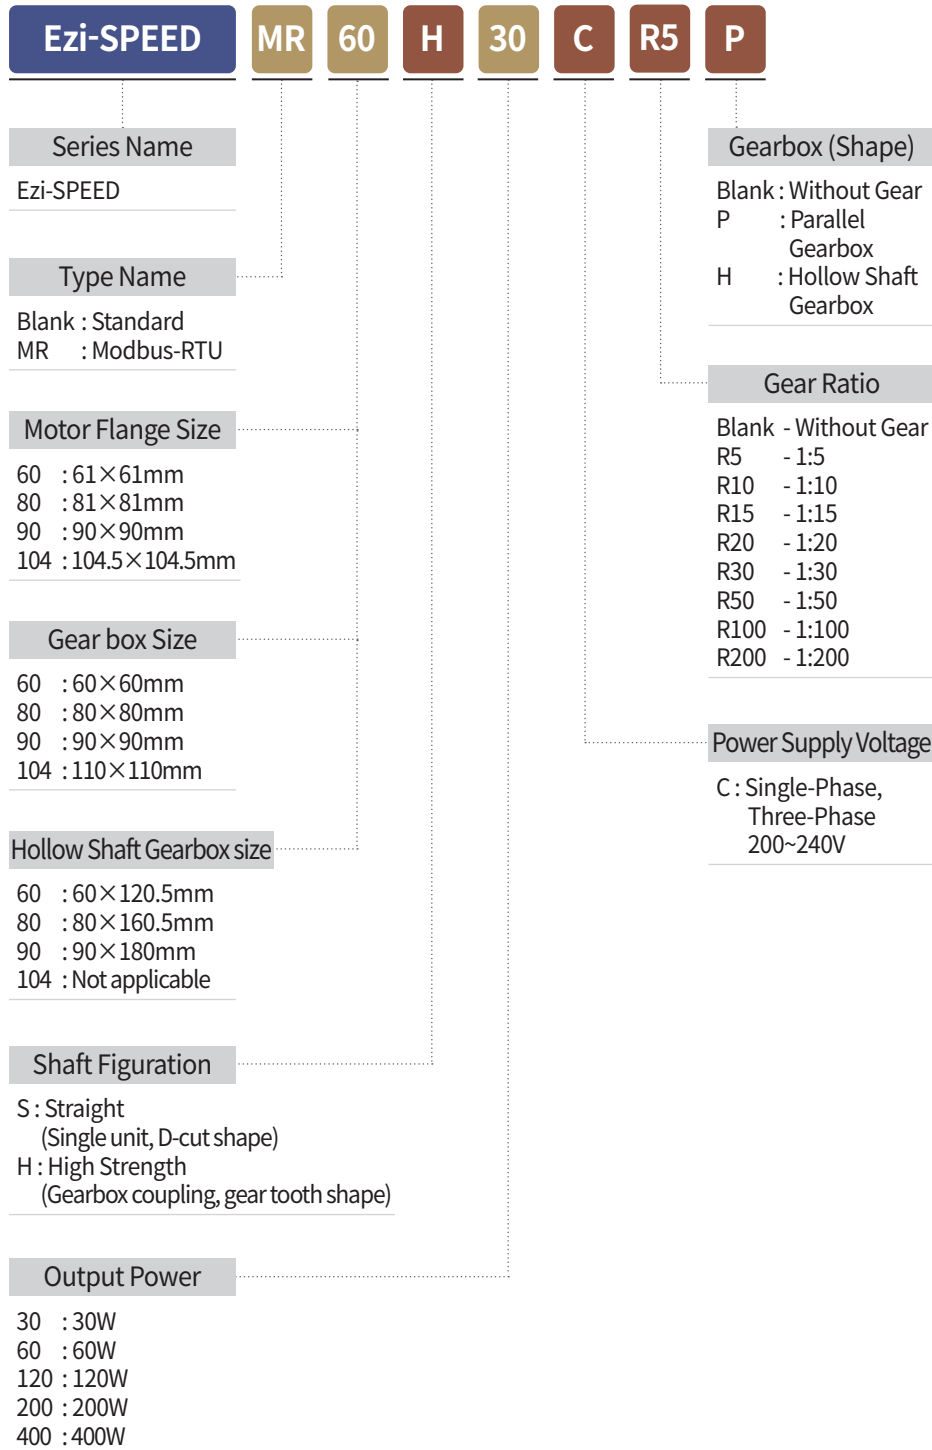 Ezi-SPEED MR 60 H 30 C R5 P
Series Name
Ezi-SPEED
Type Name
Blank : Standard
MR : Modbus-RTU
Motor Flange Size
60 : 61×61mm
80 : 81×81mm
90 : 90×90mm
104 : 104.5×104.5mm
Gear box Size
60 : 60×60mm
80 : 80×80mm
90 : 90×90mm
104 : 110×110mm
Hollow Shaft Gearbox size
60 : 60×120.5mm
80 : 80×160.5mm
90 : 90×180mm
104 : Not applicable
Shaft Figuration
S : Straight
(Single unit, D-cut shape)
H : High Strength
(Gearbox coupling, gear tooth shape)
Output Power
30 : 30W
60 : 60W
120 : 120W
200 : 200W
400 : 400W
Gearbox (Shape)
Blank : Without Gear
P : Parallel
Gearbox
H : Hollow Shaft
Gearbox
Gear Ratio
Blank - Without Gear
R5 - 1:5
R10 - 1:10
R15 - 1:15
R20 - 1:20
R30 - 1:30
R50 - 1:50
R100 - 1:100
R200 - 1:200
Power Supply Voltage
C : Single-Phase,
Three-Phase
200~240V